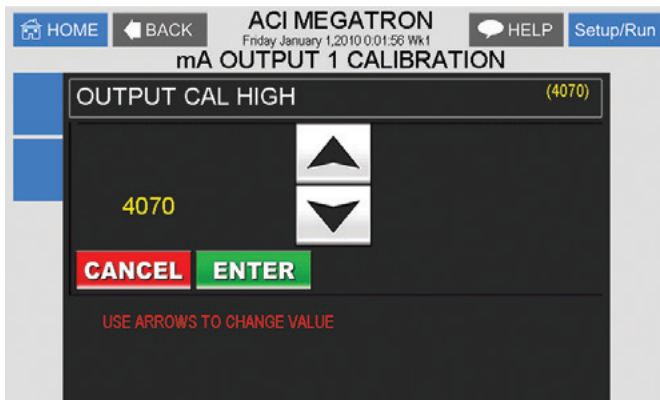 HOME
BACK
ACI MEGATRON
Friday January 1,2010 0:01:56 Wk1
HELP
Setup/Run
mA OUTPUT 1 CALIBRATION
OUTPUT CAL HIGH
(4070)
4070
CANCEL
ENTER
USE ARROWS TO CHANGE VALUE